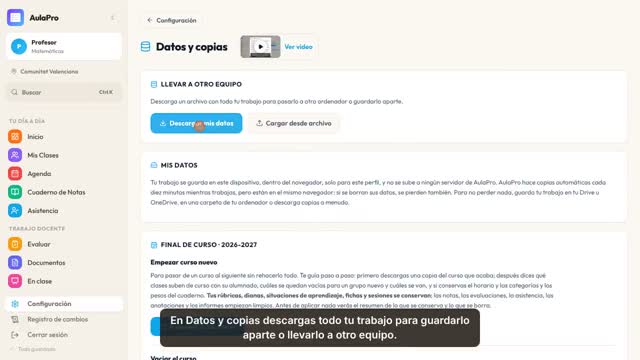 AulaPro
Profesor
Matemáticas
Comunitat Valenciana
Buscar
Ctrl K
TU DÍA A DÍA
Inicio
Mis Clases
Agenda
Cuaderno de Notas
Asistencia
TRABAJO DOCENTE
Evaluar
Documentos
En clase
Configuración
Registro de cambios
Cerrar sesión
Todo guardado
Configuración
Datos y copias
Ver video
LLEVAR A OTRO EQUIPO
Descarga un archivo con todo tu trabajo para pasarlo a otro ordenador o guardarlo aparte.
Descargar mis datos
Cargar desde archivo
MIS DATOS
Tu trabajo se guarda en este dispositivo, dentro del navegador, solo para este perfil, y no se sube a ningún servidor de AulaPro. AulaPro hace copias automáticas cada
diez minutos mientras trabajas, pero están en el mismo navegador: si se borran sus datos, se pierden también. Para no perder nada, guarda tu trabajo en tu Drive u
OneDrive, en una carpeta de tu ordenador o descarga copias a menudo.
FINAL DE CURSO · 2026-2027
Empezar curso nuevo
Para pasar de un curso al siguiente sin rehacerlo todo. Te guía paso a paso: primero descargas una copia del curso que acaba; después dices qué
clases suben de curso con su alumnado, cuáles se quedan vacías para un grupo nuevo y cuáles se van, y si conservas el horario y las categorías y los
pesos del cuaderno. Tus rúbricas, dianas, situaciones de aprendizaje, fichas y sesiones se conservan; las notas, las evaluaciones, la asistencia, las
anotaciones y los informes empiezan limpios. Antes de aplicar nada verás el resumen de lo que se conserva y lo que se borra.
En Datos y copias descargas todo tu trabajo para guardarlo
aparte o llevarlo a otro equipo.
Vaciar el curso